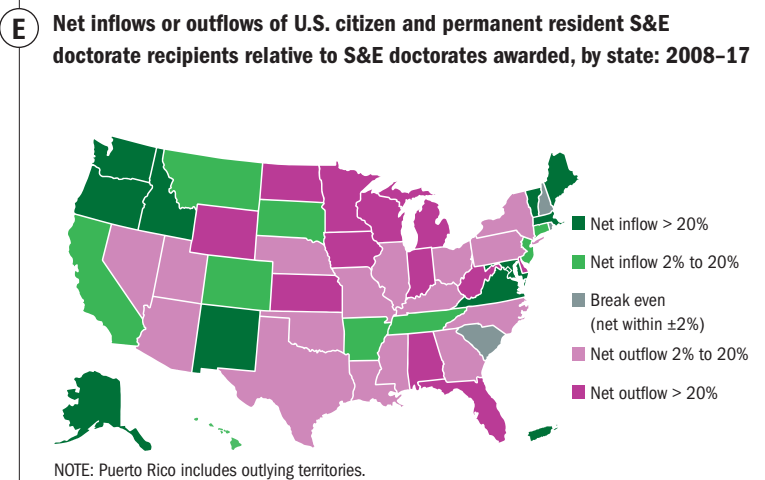 E
Net inflows or outflows of U.S. citizen and permanent resident S&E
doctorate recipients relative to S&E doctorates awarded, by state: 2008–17
Net inflow > 20%
Net inflow 2% to 20%
Break even
(net within ±2%)
Net outflow 2% to 20%
Net outflow > 20%
NOTE: Puerto Rico includes outlying territories.